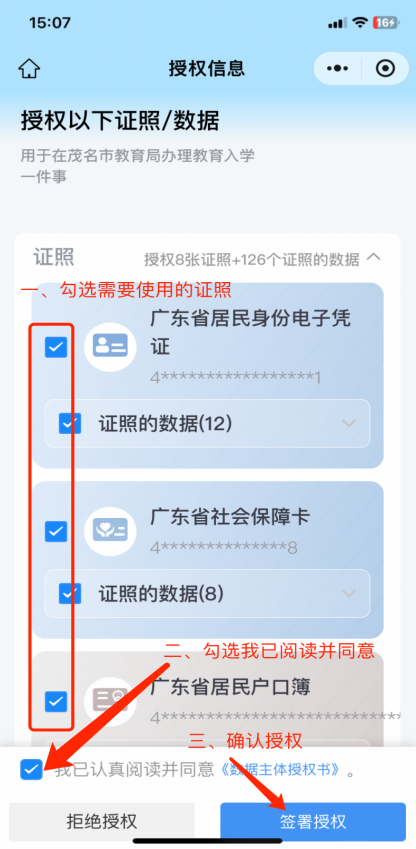 15:07
16
授权信息
授权以下证照/数据
用于在茂名市教育局办理教育入学
一件事
证照
授权8张证照+126个证照的数据
一、勾选需要使用的证照
广东省居民身份电子凭
证
4*****************1
证照的数据(12)
广东省社会保障卡
4**************8
证照的数据(8)
二、勾选我已阅读并同意
广东省居民户口簿
4**************************
三、确认授权
我已认真阅读并同意《数据主体授权书》。
拒绝授权
签署授权